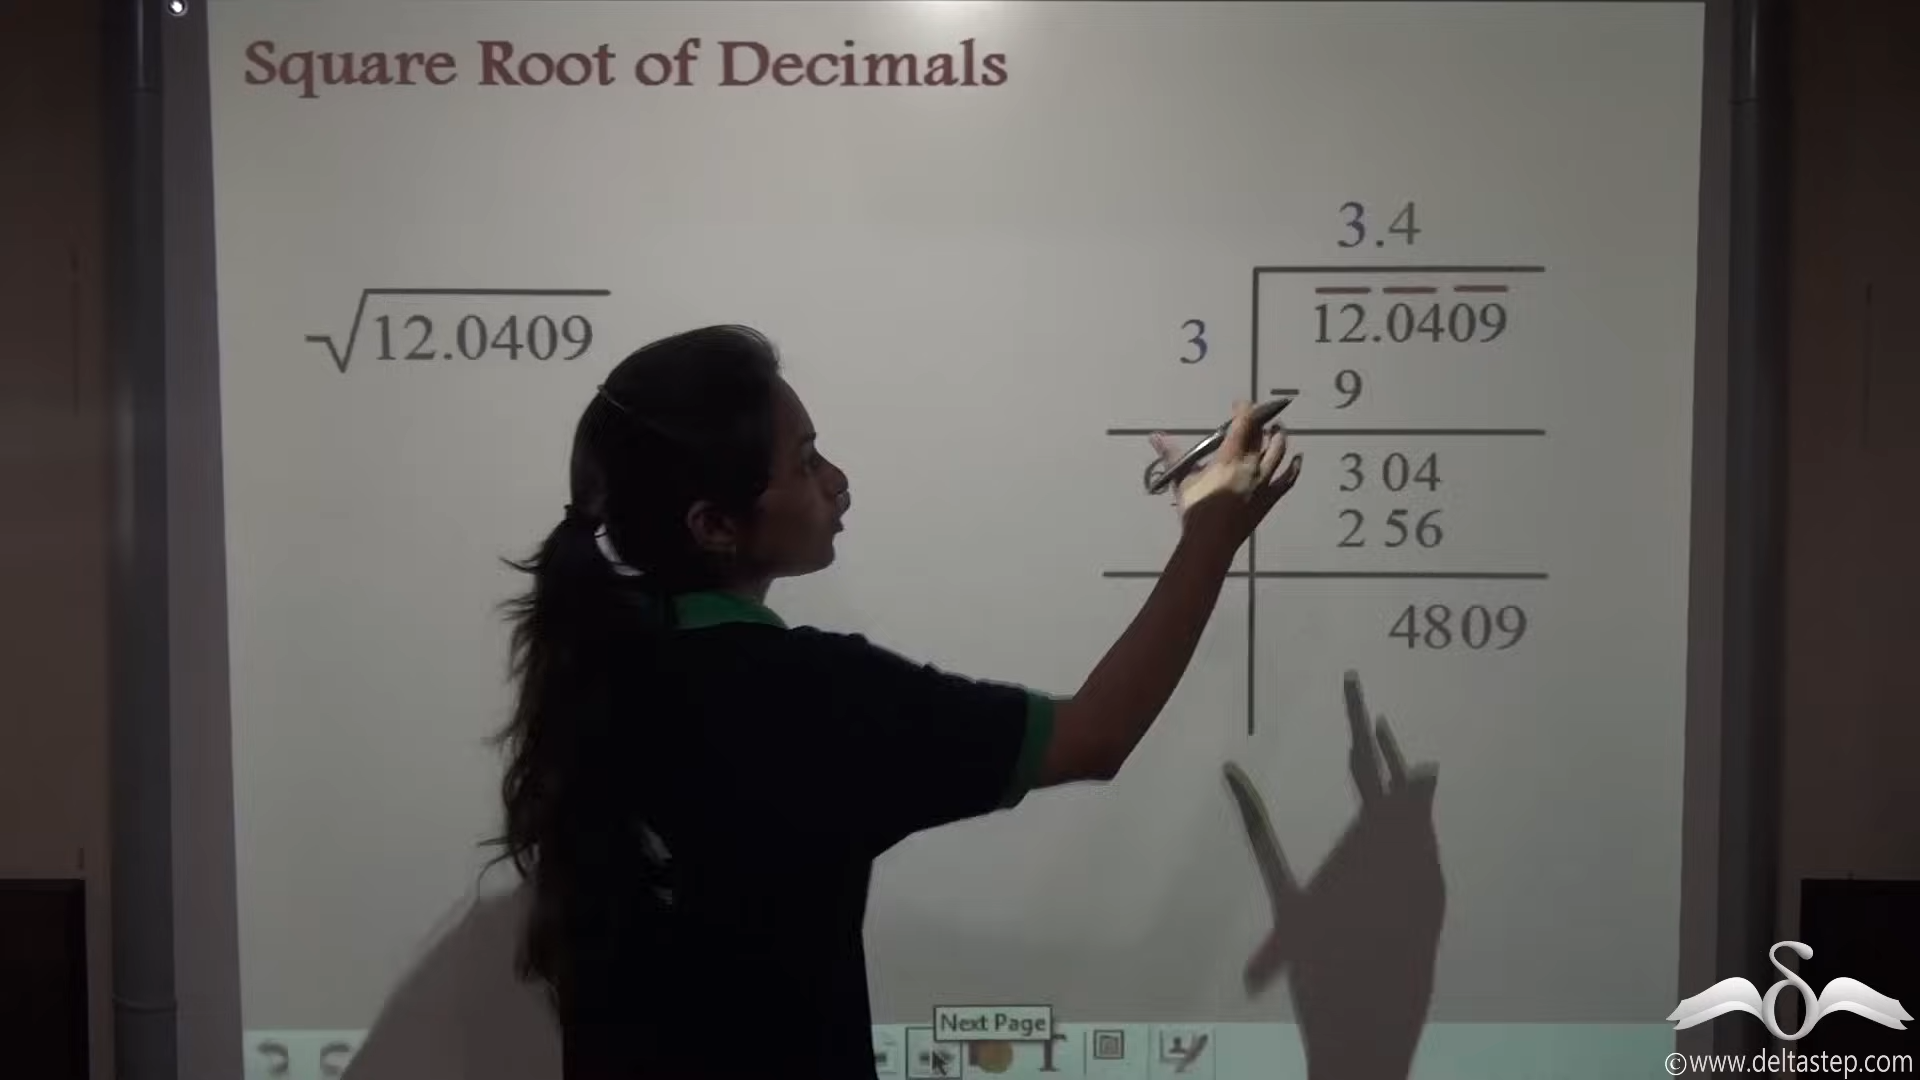 Square Root of Decimals
√12.0409
3.4
3 12.0409
- 9
6 3 04
2 56
4809
Next Page
T
©www.deltastep.com